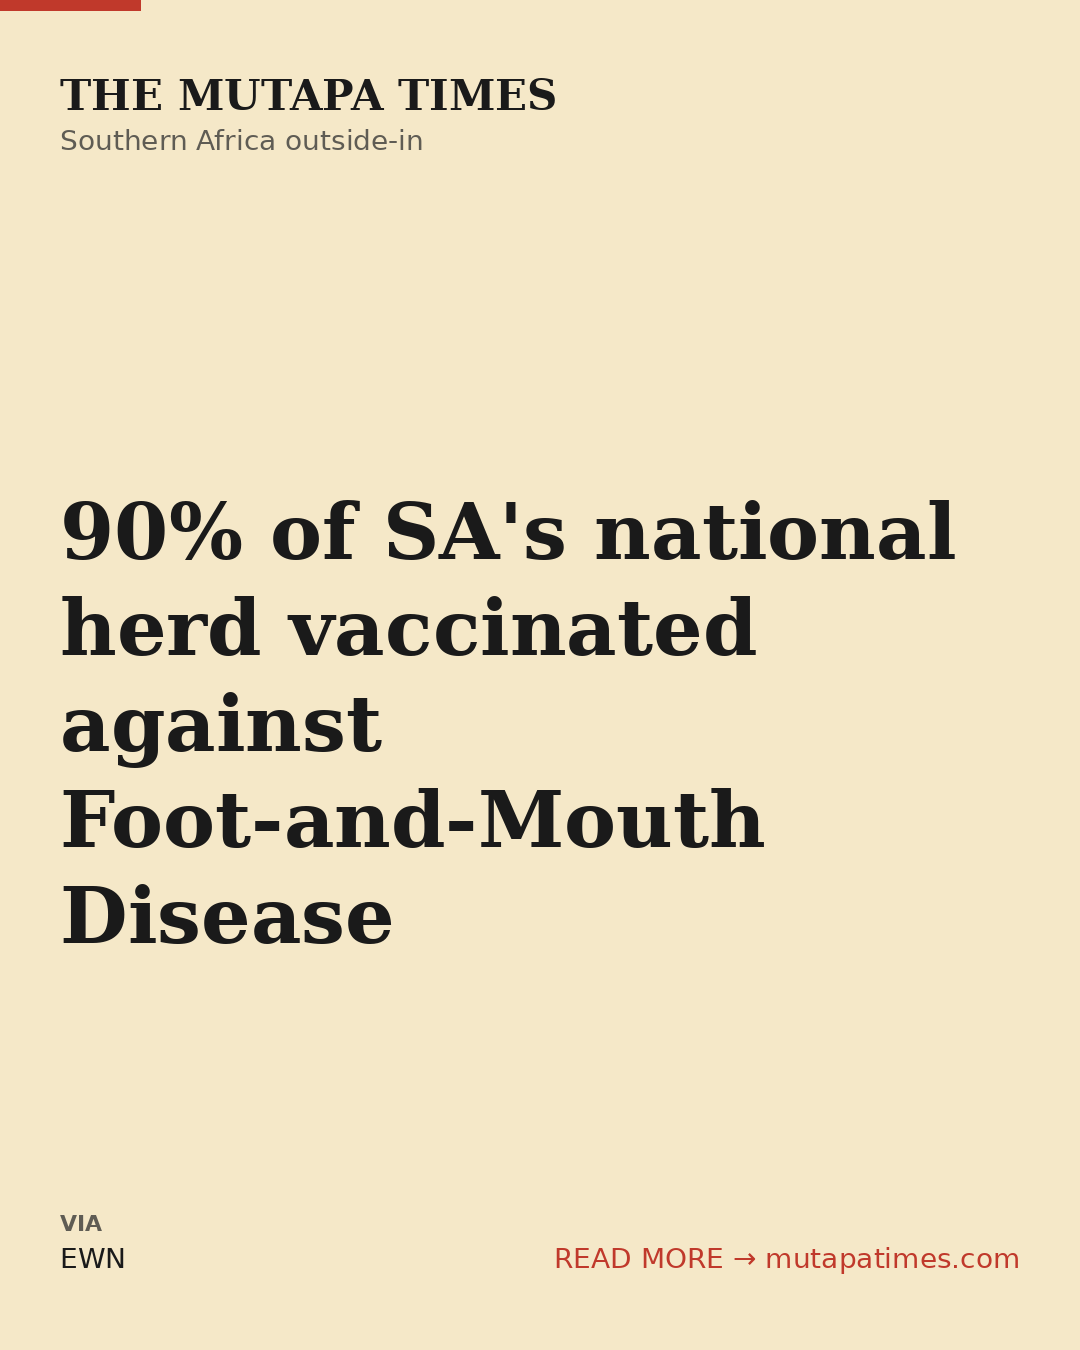 THE MUTAPA TIMES
Southern Africa outside-in
90% of SA's national
herd vaccinated
against
Foot-and-Mouth
Disease
VIA
EWN
READ MORE → mutapatimes.com